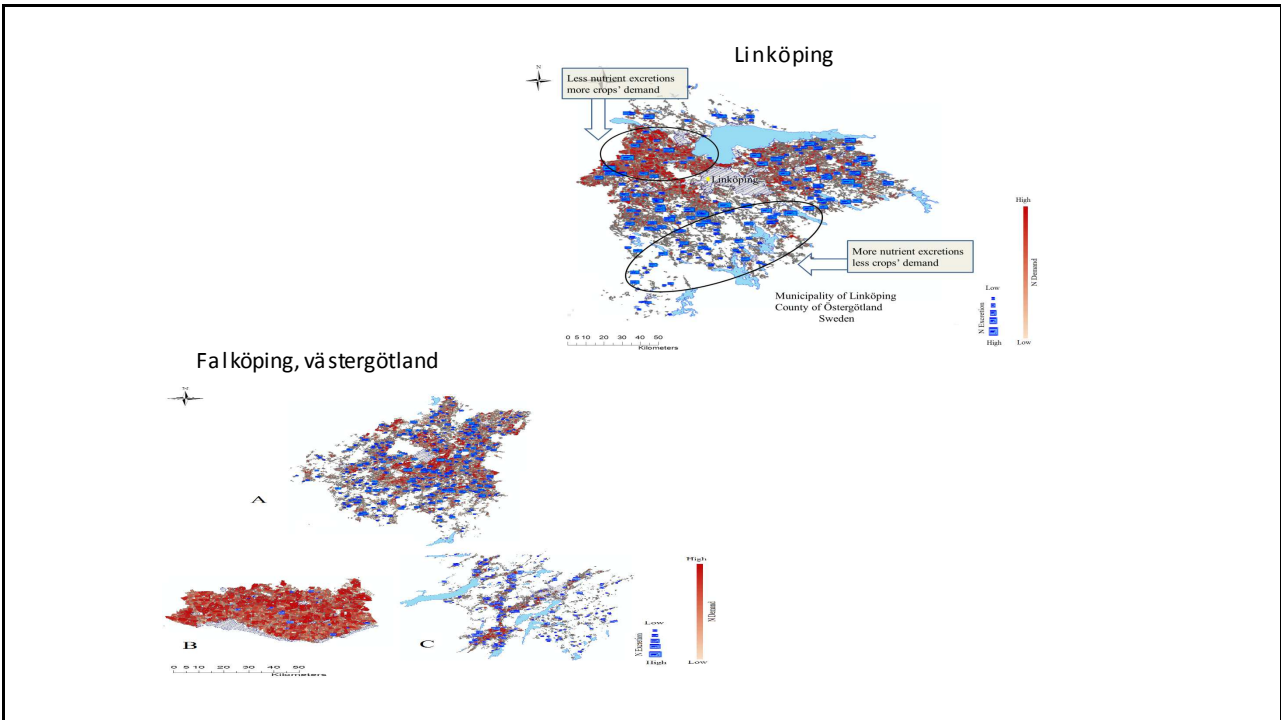 Linköping
N
Less nutrient excretions
more crops' demand
Linköping
More nutrient excretions
less crops' demand
Municipality of Linköping
County of Östergötland
Sweden
0 5 10 20 30 40 50
Kilometers
Low
N Excretion
High
High
N Demand
Low
Falköping, västergötland
N
A
B
C
0 5 10 20 30 40 50
Kilometers
Low
N Excretion
High
High
N Demand
Low